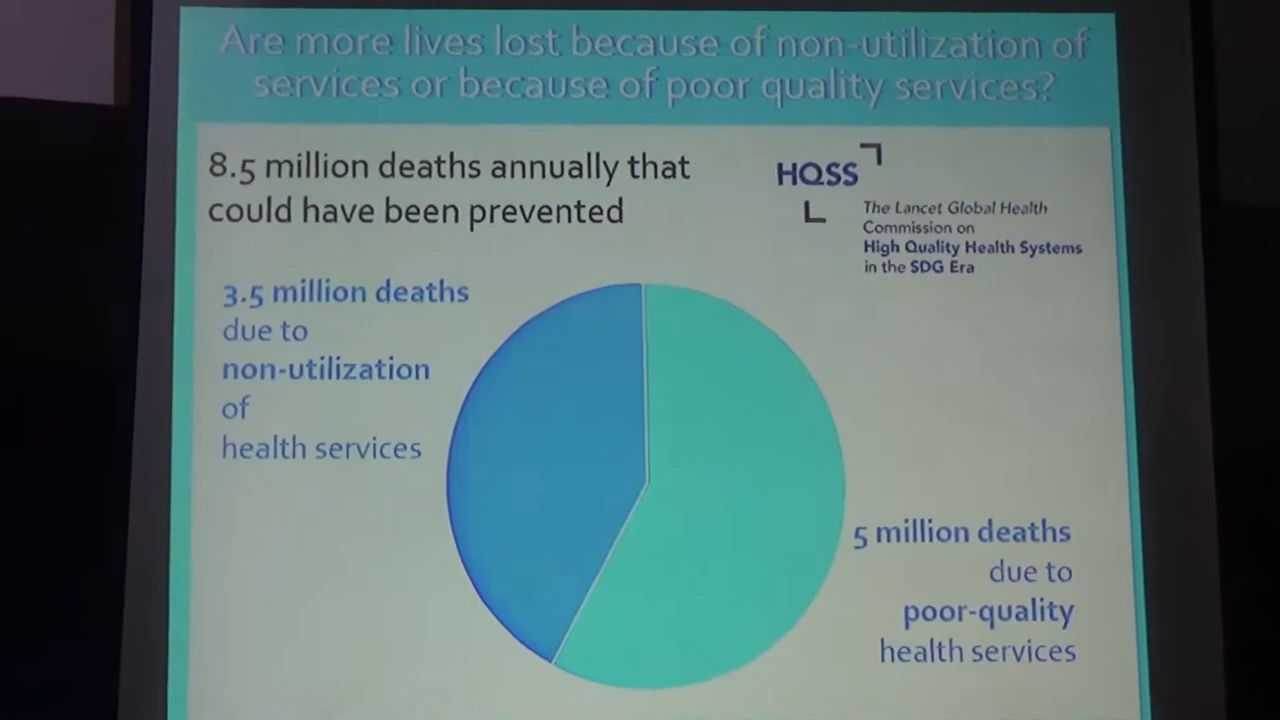 Are more lives lost because of non-utilization of
services or because of poor quality services?
8.5 million deaths annually that
could have been prevented
HQSS
The Lancet Global Health
Commission on
High Quality Health Systems
in the SDG Era
3.5 million deaths
due to
non-utilization
of
health services
5 million deaths
due to
poor-quality
health services